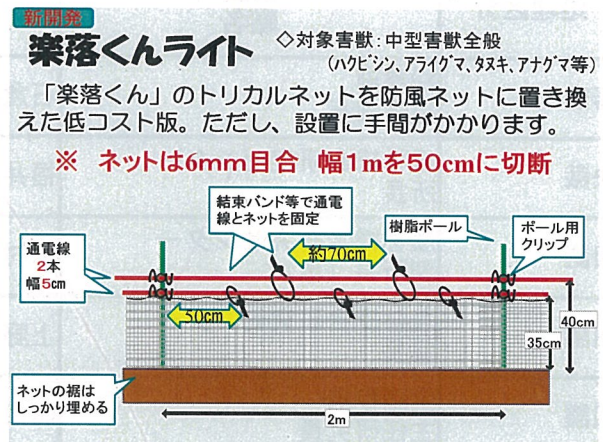 新開発
楽落くんライト
◇対象害獣：中型害獣全般
（ハクビシン、アライグマ、タヌキ、アナグマ等）
「楽落くん」のトリカルネットを防風ネットに置き換
えた低コスト版。ただし、設置に手間がかかります。
※　ネットは6mm目合　幅1mを50cmに切断
結束バンド等で通電
線とネットを固定
樹脂ポール
ポール用
クリップ
通電線
2本
幅5cm
約70cm
50cm
40cm
35cm
ネットの裾は
しっかり埋める
2m